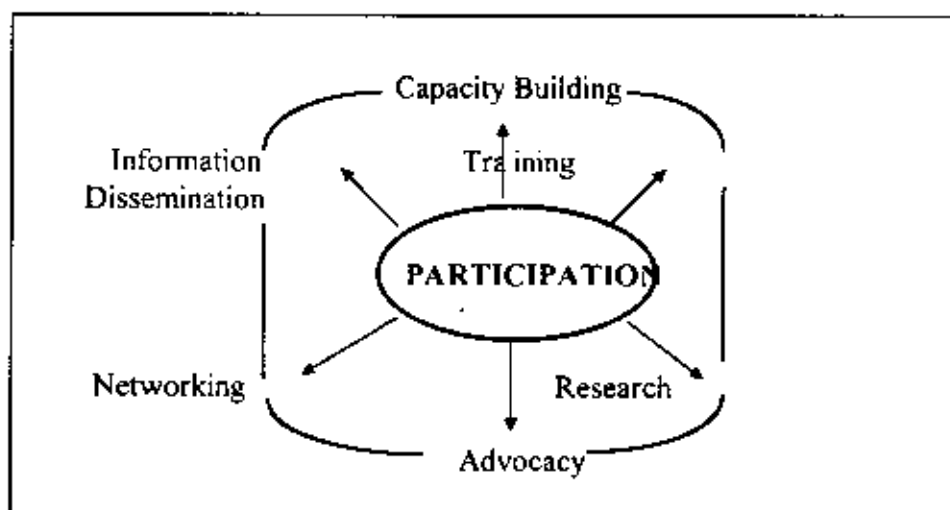 Capacity Building
Information
Training
Dissemination
PARTICIPATION
Networking
Research
Advocacy